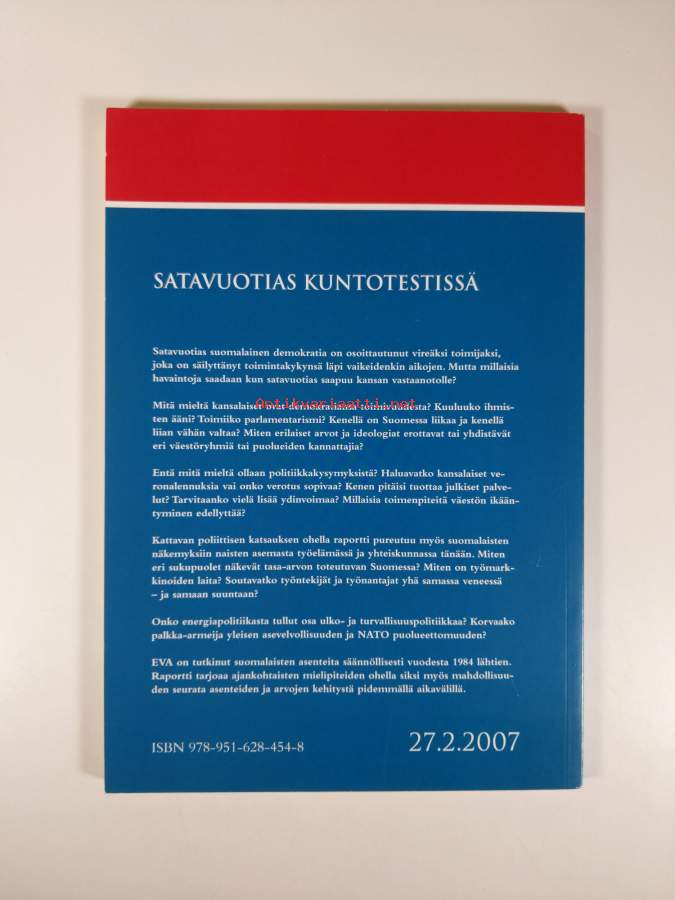 SATAVUOTIAS KUNTOTESTISSÄ
Satavuotias suomalainen demokratia on osoittautunut vireäksi toimijaksi,
joka on säilyttänyt toimintakykynsä läpi vaikeidenkin aikojen. Mutta millaisia
havaintoja saadaan kun satavuotias saapuu kansan vastaanotolle?
Mitä mieltä kansalaiset ovat demokratiansa toimivuudesta? Kuuluuko ihmis-
Antikvariaatti.net
ten ääni? Toimiiko parlamentarismi? Kenellä on Suomessa liikaa ja kenellä
liian vähän valtaa? Miten erilaiset arvot ja ideologiat erottavat tai yhdistävät
eri väestöryhmiä tai puolueiden kannattajia?
Entä mitä mieltä ollaan politiikkakysymyksistä? Haluavatko kansalaiset ve-
ronalennuksia vai onko verotus sopivaa? Kenen pitäisi tuottaa julkiset palve-
lut? Tarvitaanko vielä lisää ydinvoimaa? Millaisia toimenpiteitä väestön ikään-
tyminen edellyttää?
Kattavan poliittisen katsauksen ohella raportti pureutuu myös suomalaisten
näkemyksiin naisten asemasta työelämässä ja yhteiskunnassa tänään. Miten
eri sukupuolet näkevät tasa-arvon toteutuvan Suomessa? Miten on työmark-
kinoiden laita? Soutavatko työntekijät ja työnantajat yhä samassa veneessä
– ja samaan suuntaan?
Onko energiapolitiikasta tullut osa ulko- ja turvallisuuspolitiikkaa? Korvaako
palkka-armeija yleisen asevelvollisuuden ja NATO puolueettomuuden?
EVA on tutkinut suomalaisten asenteita säännöllisesti vuodesta 1984 lähtien.
Raportti tarjoaa ajankohtaisten mielipiteiden ohella siksi myös mahdollisuu-
den seurata asenteiden ja arvojen kehitystä pidemmällä aikavälillä.
ISBN 978-951-628-454-8
27.2.2007